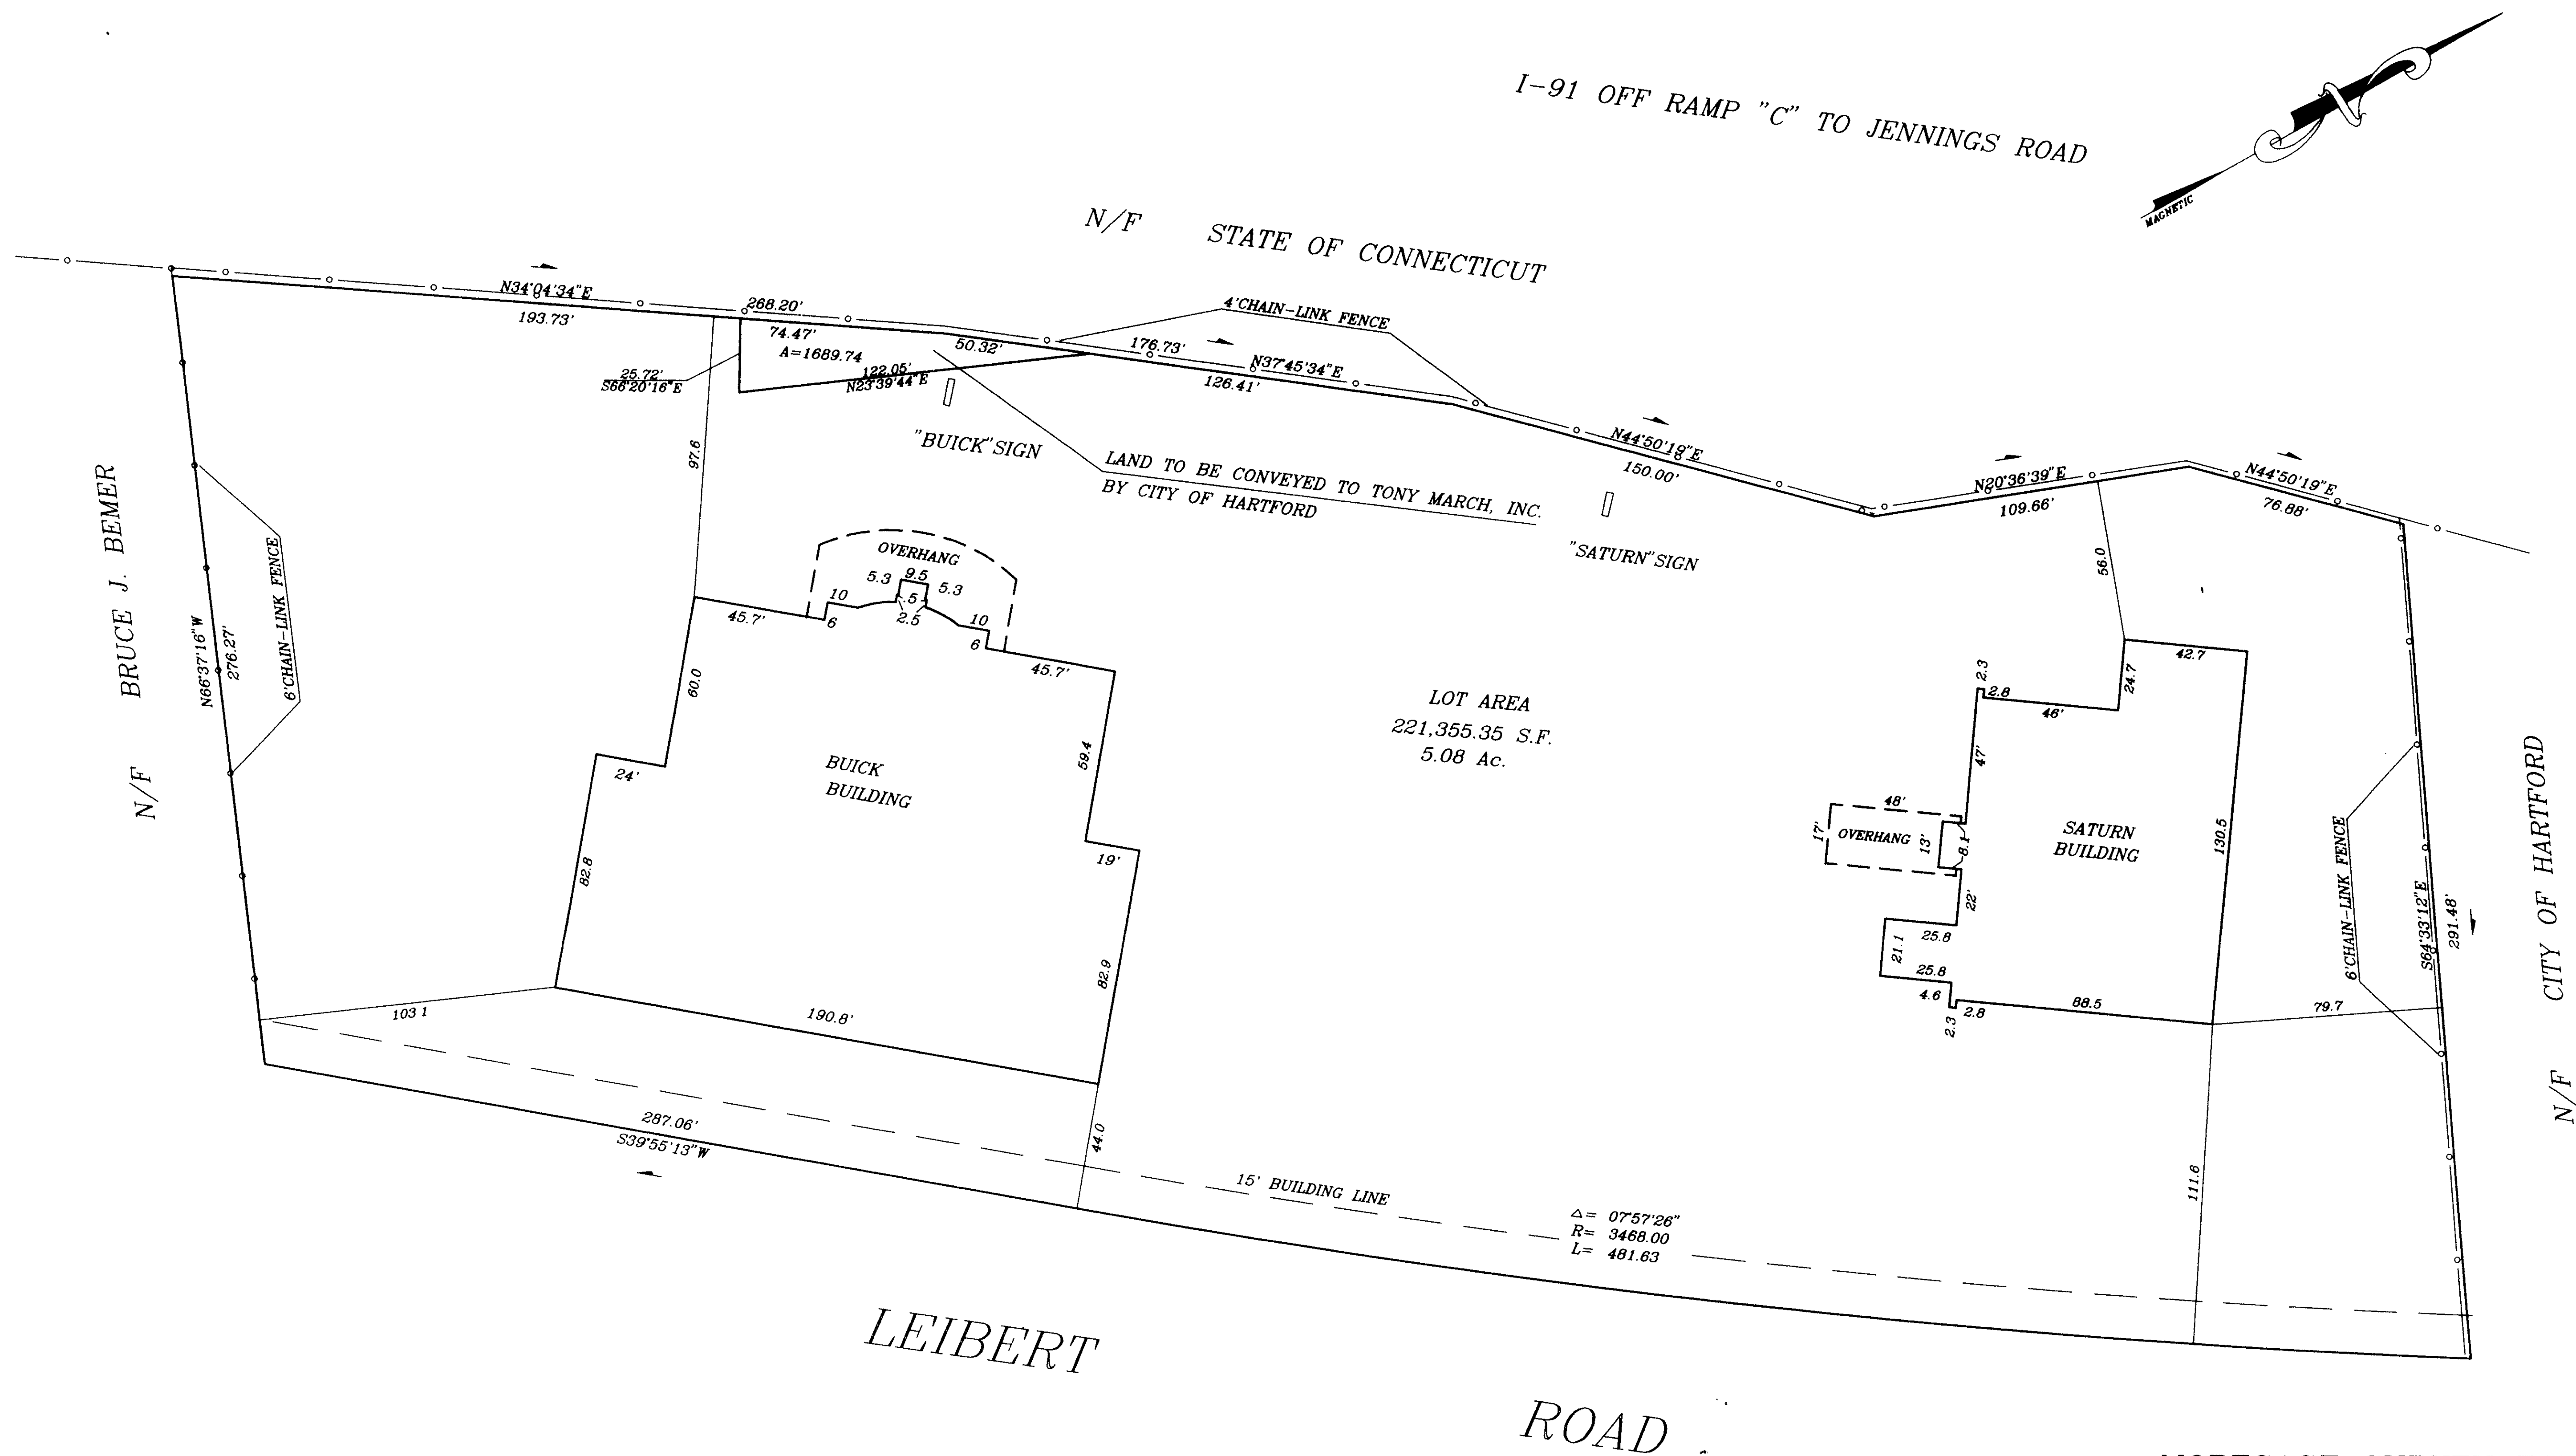 I-91 OFF RAMP "C" TO JENNINGS ROAD
MAGNETIC
N
N/F STATE OF CONNECTICUT
N34°04'34"E
193.73'
268.20'
74.47'
A=1689.74
50.32'
122.05'
N23°39'44"E
25.72'
S66°20'16"E
4'CHAIN-LINK FENCE
176.73'
N37°45'34"E
126.41'
N44°50'19"E
150.00'
N20°36'39"E
109.66'
N44°50'19"E
76.88'
"BUICK"SIGN
LAND TO BE CONVEYED TO TONY MARCH, INC.
BY CITY OF HARTFORD
"SATURN"SIGN
97.6
56.0
N/F BRUCE J. BEMER
N66°37'16"W
276.27'
6'CHAIN-LINK FENCE
OVERHANG
5.3
9.5
5.3
10
.5
2.5
10
6
6
45.7'
45.7'
60.0
59.4
24'
19'
BUICK
BUILDING
82.8
82.9
190.8'
103 1
44.0
LOT AREA
221,355.35 S.F.
5.08 Ac.
42.7
24.7
2.3
2.8
46'
47'
48'
17'
OVERHANG
13'
8.1
22'
25.8
21.1
25.8
4.6
2.3
2.8
88.5
130.5
SATURN
BUILDING
79.7
111.6
6'CHAIN-LINK FENCE
S64°33'12"E
291.48'
N/F CITY OF HARTFORD
287.06'
S39°55'13"W
15' BUILDING LINE
Δ= 07°57'26"
R= 3468.00
L= 481.63
LEIBERT
ROAD